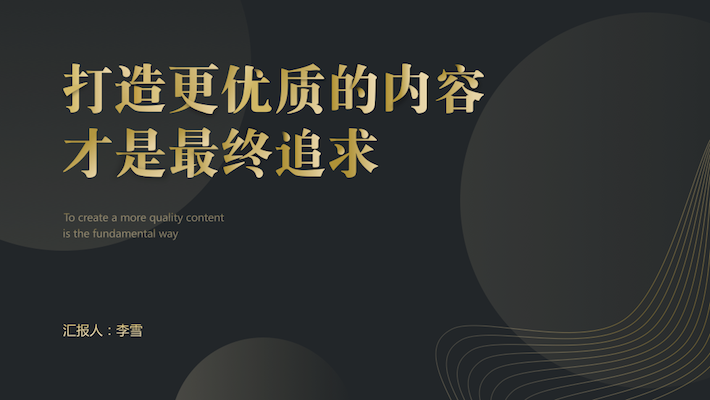 打造更优质的内容
才是最终追求
To create a more quality content
is the fundamental way
汇报人：李雪